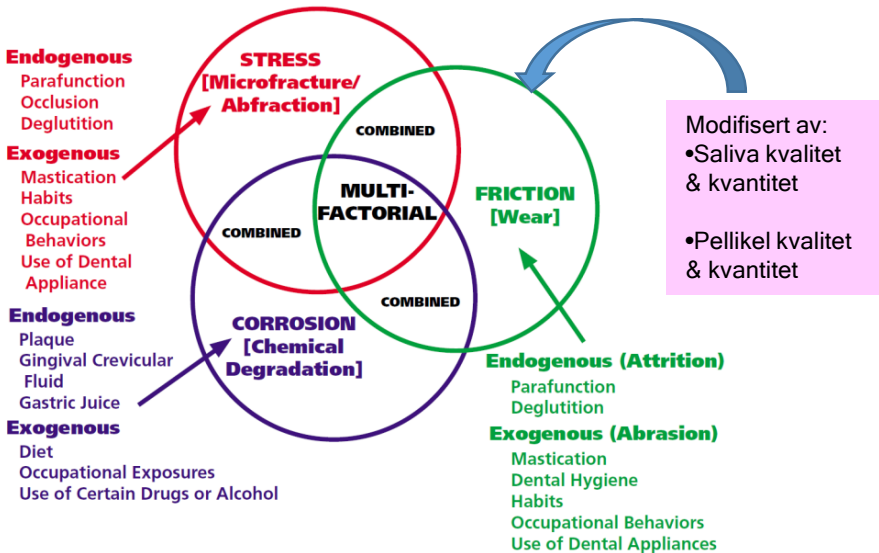 Endogenous
Parafunction
Occlusion
Deglutition
Exogenous
Mastication
Habits
Occupational
Behaviors
Use of Dental
Appliance
STRESS
[Microfracture/
Abfraction]
COMBINED
MULTI-
FACTORIAL
COMBINED
COMBINED
FRICTION
[Wear]
Modifisert av:
•Saliva kvalitet
& kvantitet
•Pellikel kvalitet
& kvantitet
Endogenous
Plaque
Gingival Crevicular
Fluid
Gastric Juice
Exogenous
Diet
Occupational Exposures
Use of Certain Drugs or Alcohol
CORROSION
[Chemical
Degradation]
Endogenous (Attrition)
Parafunction
Deglutition
Exogenous (Abrasion)
Mastication
Dental Hygiene
Habits
Occupational Behaviors
Use of Dental Appliances